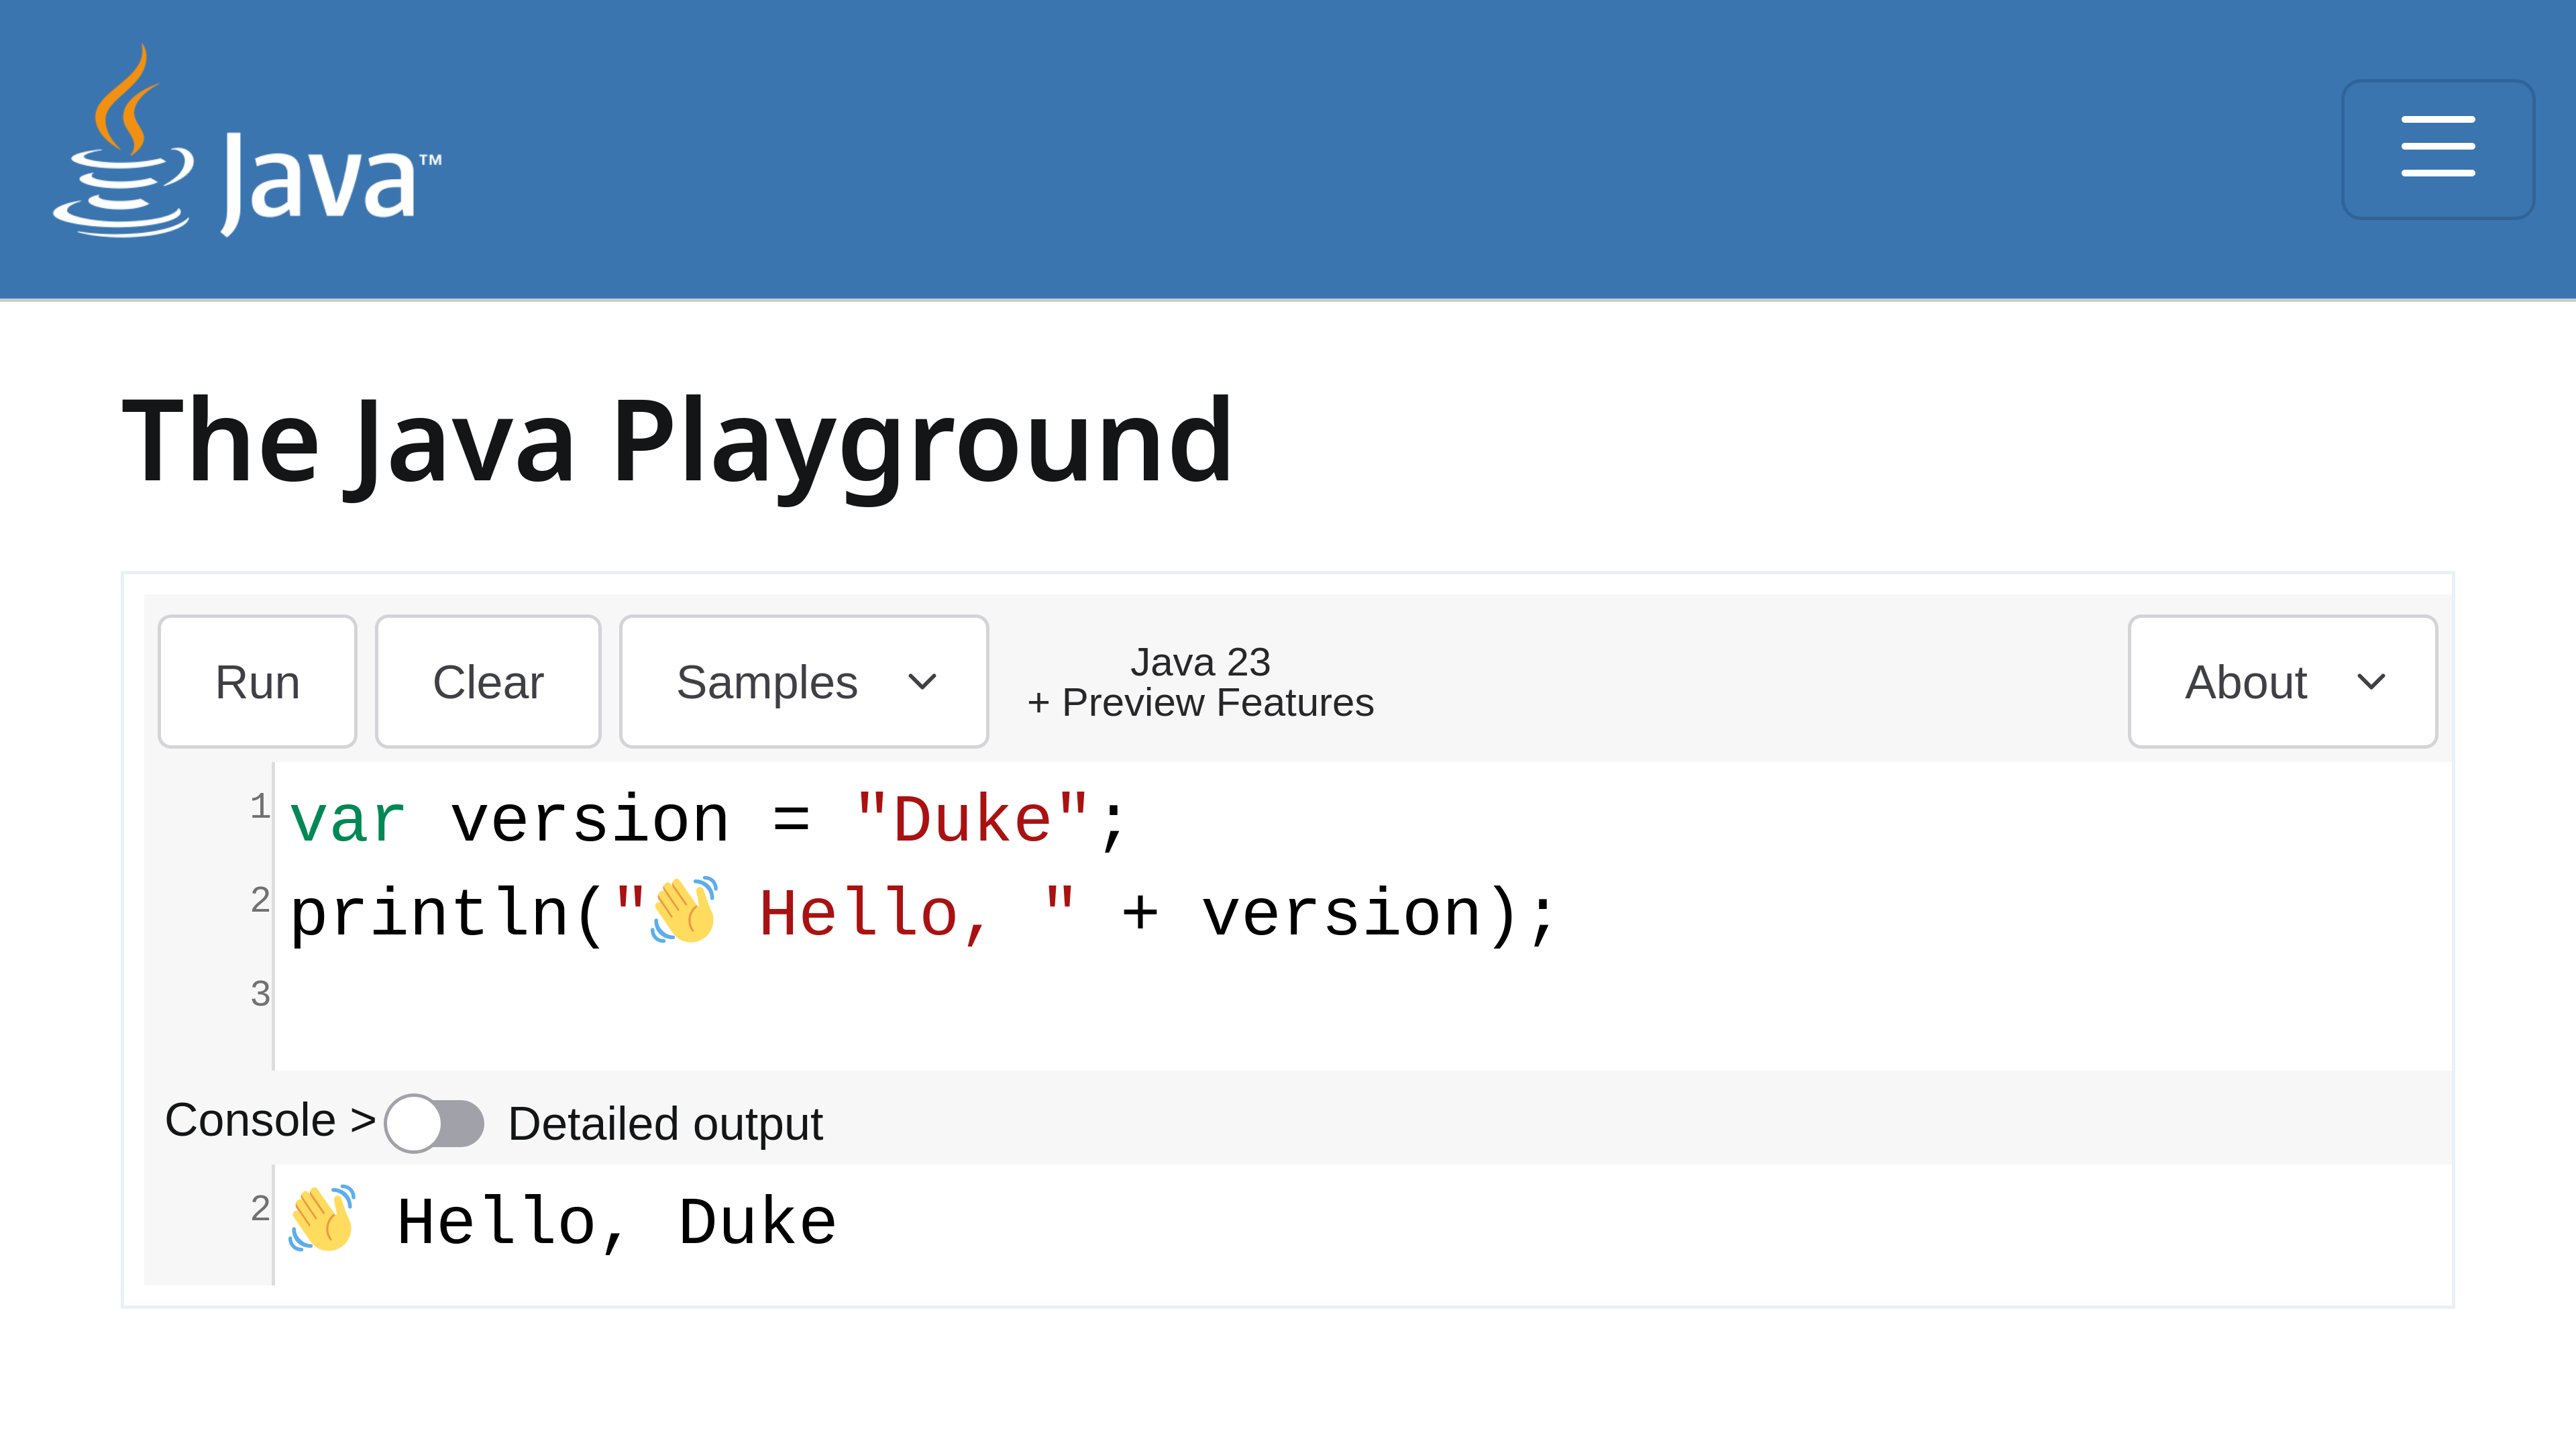 Java™
The Java Playground
Run Clear Samples Java 23
+ Preview Features
About
1 var version = "Duke";
2 println("👋 Hello, " + version);
3
Console > Detailed output
2 👋 Hello, Duke